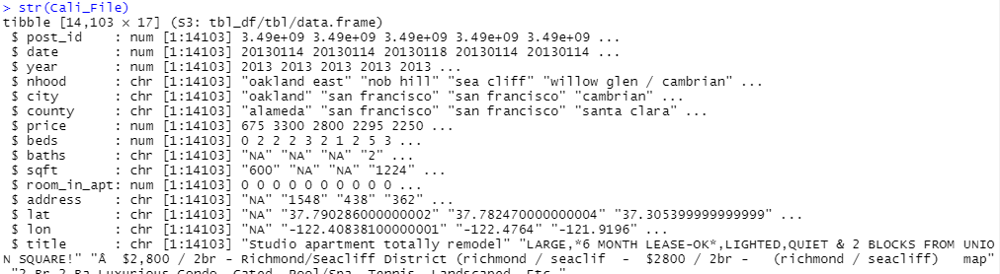 > str(Cali_File)
tibble [14,103 × 17] (S3: tbl_df/tbl/data.frame)
 $ post_id    : num [1:14103] 3.49e+09 3.49e+09 3.49e+09 3.49e+09 3.49e+09 ...
 $ date       : num [1:14103] 20130114 20130114 20130118 20130114 20130114 ...
 $ year       : num [1:14103] 2013 2013 2013 2013 2013 ...
 $ nhood      : chr [1:14103] "oakland east" "nob hill" "sea cliff" "willow glen / cambrian" ...
 $ city       : chr [1:14103] "oakland" "san francisco" "san francisco" "cambrian" ...
 $ county     : chr [1:14103] "alameda" "san francisco" "san francisco" "santa clara" ...
 $ price      : num [1:14103] 675 3300 2800 2295 2250 ...
 $ beds       : num [1:14103] 0 2 2 2 3 2 1 2 5 3 ...
 $ baths      : chr [1:14103] "NA" "NA" "NA" "2" ...
 $ sqft       : chr [1:14103] "600" "NA" "NA" "1224" ...
 $ room_in_apt: num [1:14103] 0 0 0 0 0 0 0 0 0 0 ...
 $ address    : chr [1:14103] "NA" "1548" "438" "362" ...
 $ lat        : chr [1:14103] "NA" "37.790286000000002" "37.782470000000004" "37.305399999999999" ...
 $ lon        : chr [1:14103] "NA" "-122.40838100000001" "-122.4764" "-121.9196" ...
 $ title      : chr [1:14103] "Studio apartment totally remodel" "LARGE,*6 MONTH LEASE-OK*,LIGHTED,QUIET & 2 BLOCKS FROM UNIO
N SQUARE!" "Â  $2,800 / 2br - Richmond/Seacliff District (richmond / seaclif  -  $2800 / 2br -   (richmond / seacliff)   map"
 "2 Br 2 Ba Luxurious Condo, Gated, Pool/Spa, Tennis, Landscaped, Etc."